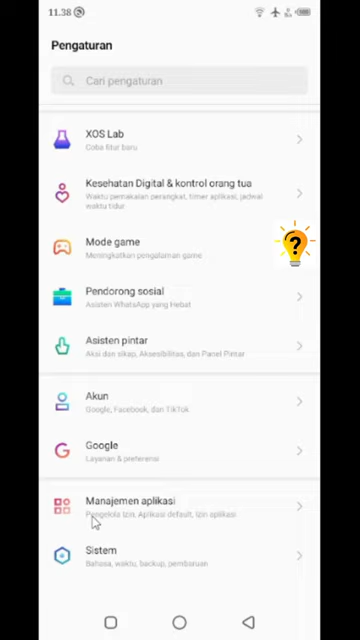 11.38
Pengaturan
Cari pengaturan
XOS Lab
Coba fitur baru
Kesehatan Digital & kontrol orang tua
Waktu pemakaian perangkat, timer aplikasi, jadwal
waktu tidur
Mode game
Meningkatkan pengalaman game
?
Pendorong sosial
Asisten WhatsApp yang Hebat
Asisten pintar
Aksi dan sikap, Aksesibilitas, dan Panel Pintar
Akun
Google, Facebook, dan TikTok
Google
Layanan & preferensi
Manajemen aplikasi
Pengelola Izin, Aplikasi default, Izin aplikasi
Sistem
Bahasa, waktu, backup, pembaruan